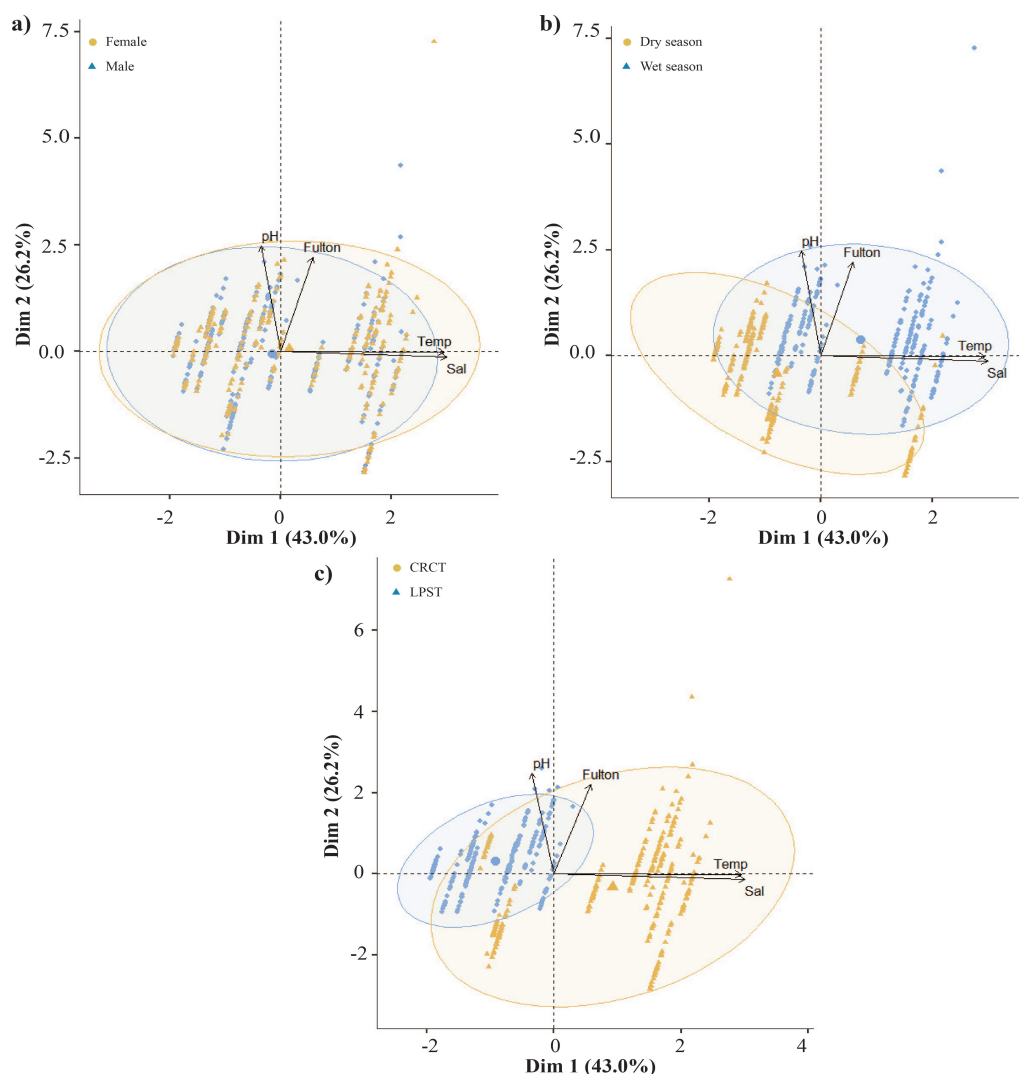 a)
Female
Male
7.5
5.0
2.5
0.0
-2.5
Dim 2 (26.2%)
pH
Fulton
Temp
Sal
-2
0
2
Dim 1 (43.0%)
b)
Dry season
Wet season
7.5
5.0
2.5
0.0
-2.5
Dim 2 (26.2%)
pH
Fulton
Temp
Sal
-2
0
2
Dim 1 (43.0%)
c)
CRCT
LPST
6
4
2
0
-2
Dim 2 (26.2%)
pH
Fulton
Temp
Sal
-2
0
2
4
Dim 1 (43.0%)